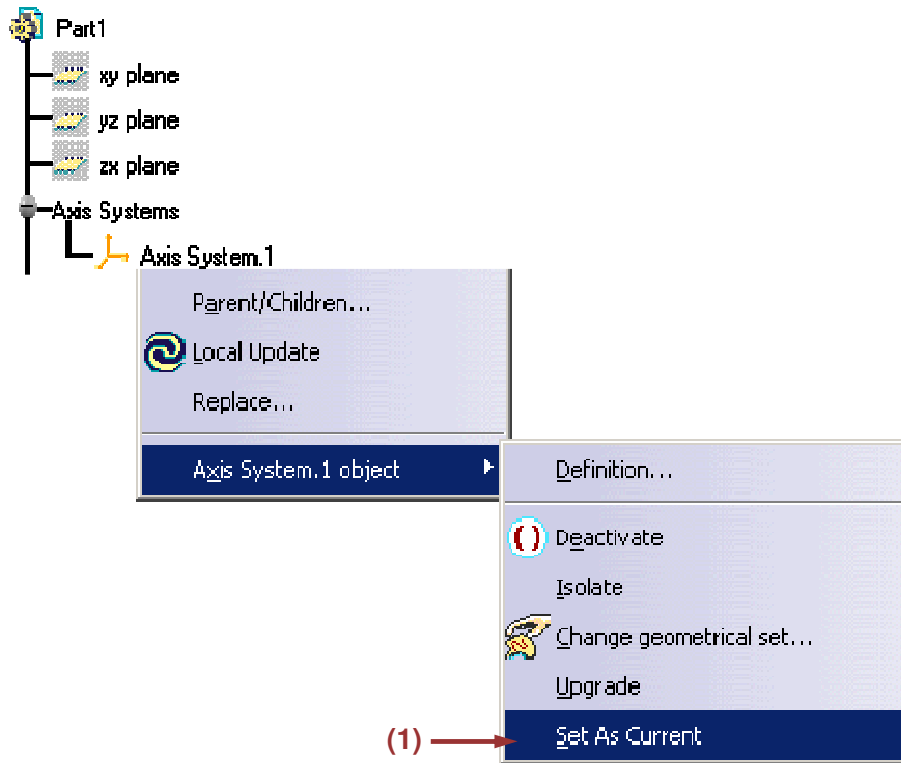 Part1
xy plane
yz plane
zx plane
Axis Systems
Axis System.1
Parent/Children...
Local Update
Replace...
Axis System.1 object
Definition...
Deactivate
Isolate
Change geometrical set...
Upgrade
(1) Set As Current